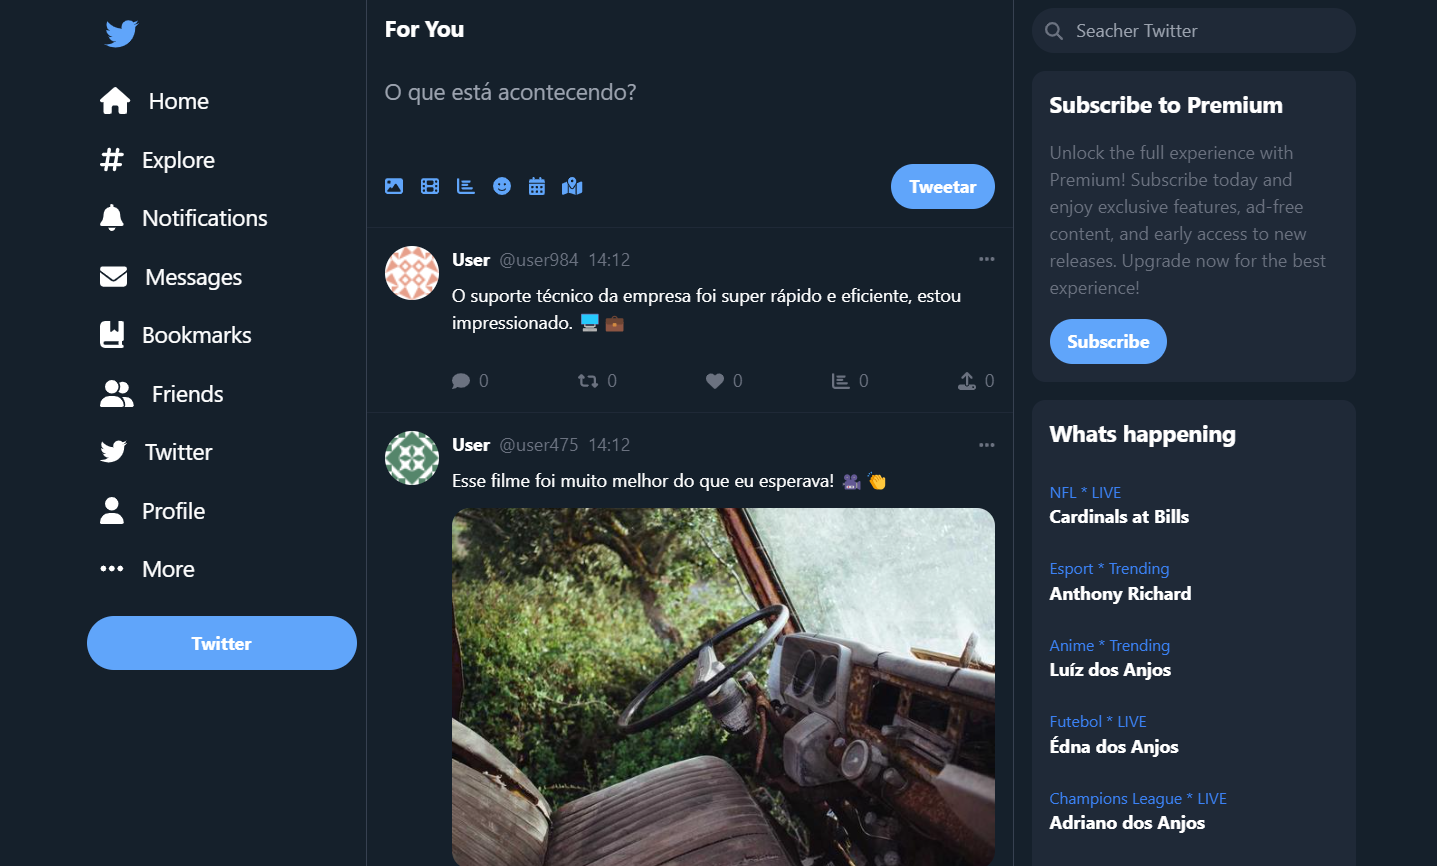 Home
Explore
Notifications
Messages
Bookmarks
Friends
Twitter
Profile
More
Twitter
For You
O que está acontecendo?
Tweetar
User @user984 14:12
O suporte técnico da empresa foi super rápido e eficiente, estou
impressionado. 🖥️ 💼
0 0 0 0 0
User @user475 14:12
Esse filme foi muito melhor do que eu esperava! 🎥 👏
Seacher Twitter
Subscribe to Premium
Unlock the full experience with
Premium! Subscribe today and
enjoy exclusive features, ad-free
content, and early access to new
releases. Upgrade now for the best
experience!
Subscribe
Whats happening
NFL * LIVE
Cardinals at Bills
Esport * Trending
Anthony Richard
Anime * Trending
Luíz dos Anjos
Futebol * LIVE
Édna dos Anjos
Champions League * LIVE
Adriano dos Anjos